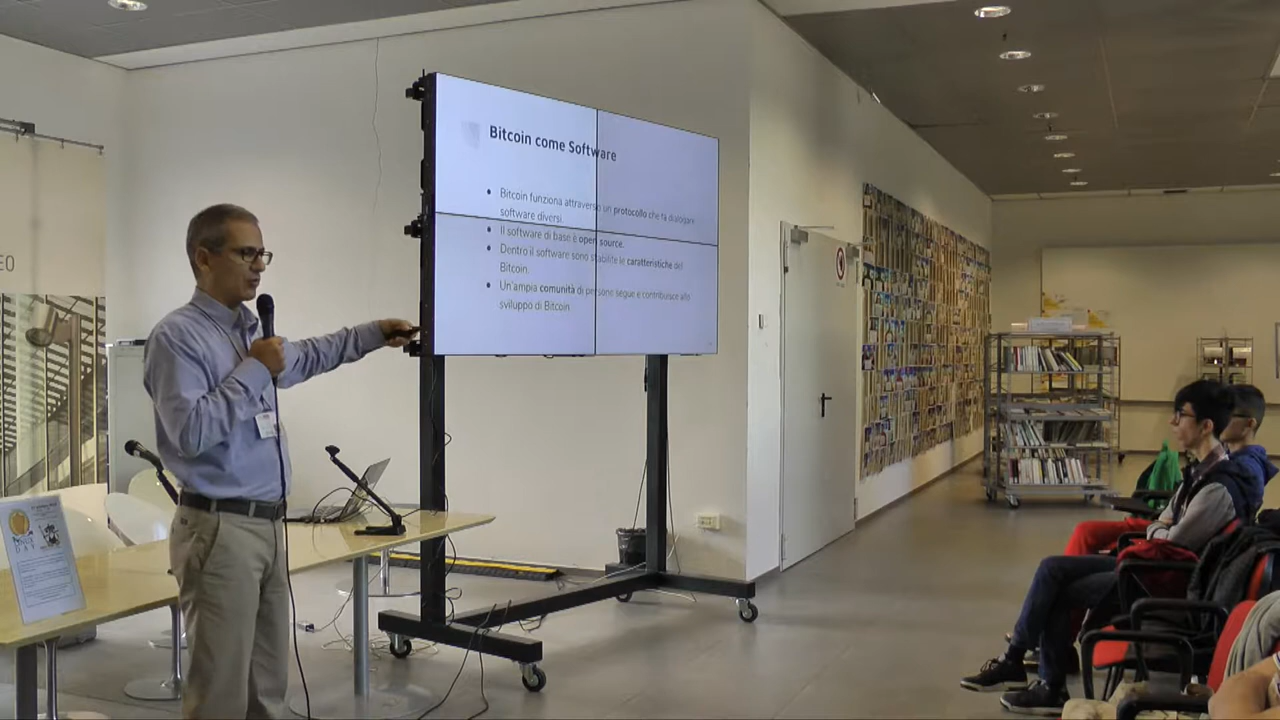 Bitcoin come Software
Bitcoin funziona attraverso un protocollo che fa dialogare
software diversi.
Il software di base è open source.
Dentro il software sono stabilite le caratteristiche del
Bitcoin.
Un'ampia comunità di persone segue e contribuisce allo
sviluppo di Bitcoin
EO
DAY